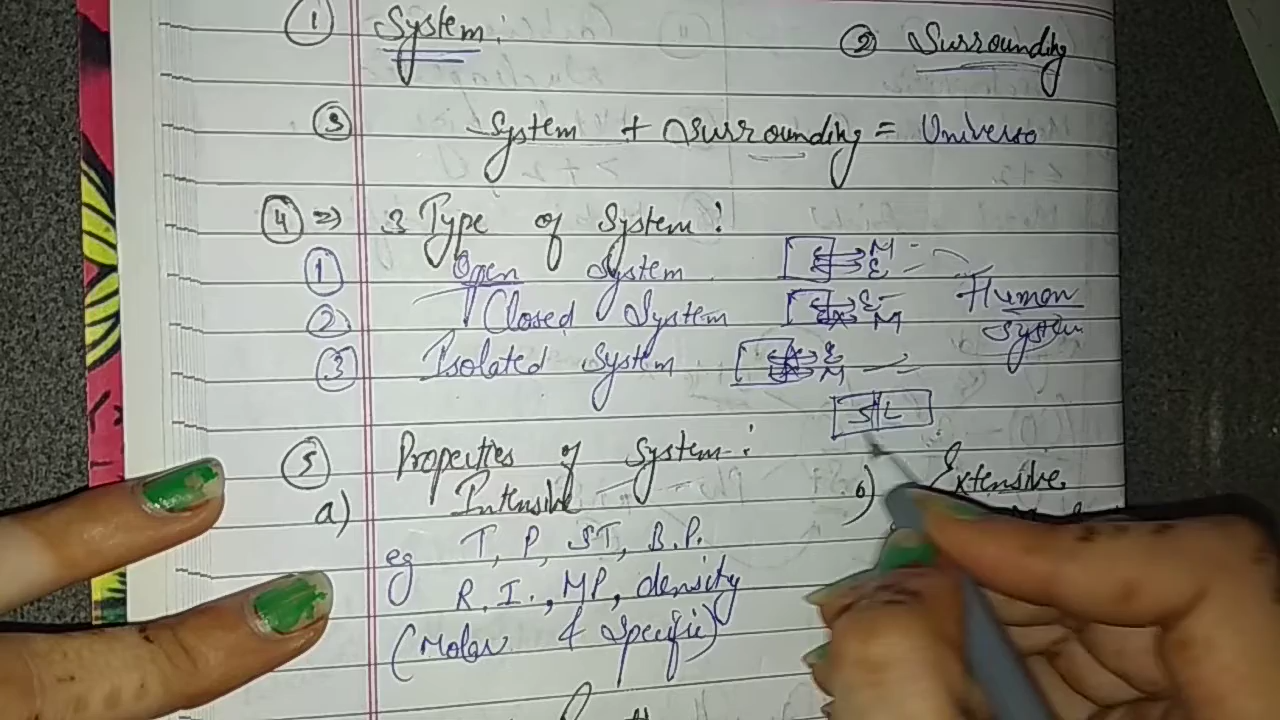 ① System:
② Surrounding
③ System + Surrounding = Universe
④ ⇒ 3 Type of System:
① Open System M E
② Closed System E M
Human System
③ Isolated System E M
S L
⑤ Properties of System:
a) Intensive
b) Extensive
eg T, P, ST, B.P.
R.I., MP, density
(Molar & Specific)